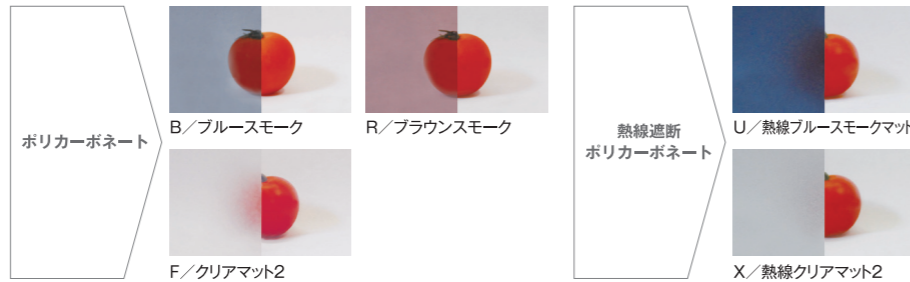 ポリカーボネート
B／ブルースモーク
R／ブラウンスモーク
F／クリアマット2
熱線遮断
ポリカーボネート
U／熱線ブルースモークマット
X／熱線クリアマット2